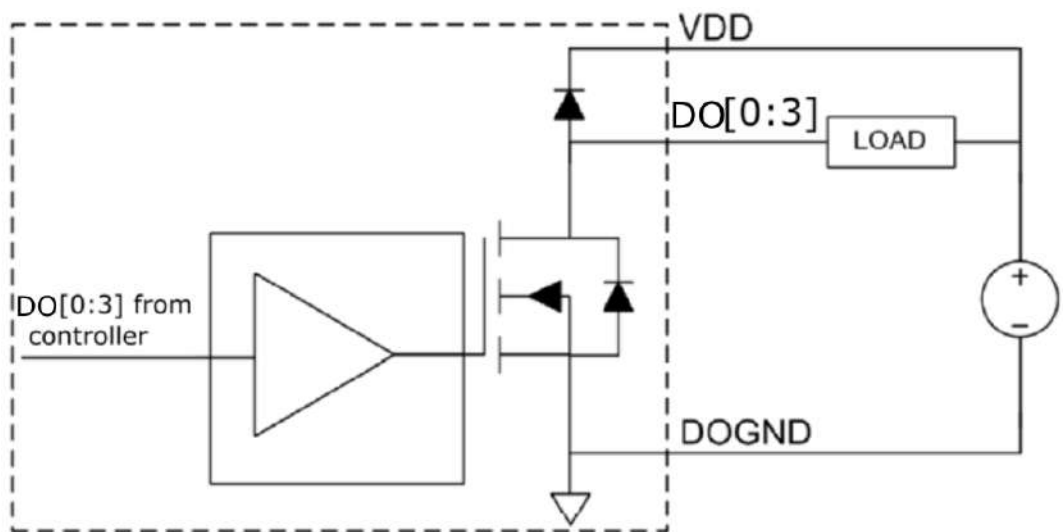 VDD
DO[0:3]
LOAD
DO[0:3] from
controller
+
−
DOGND